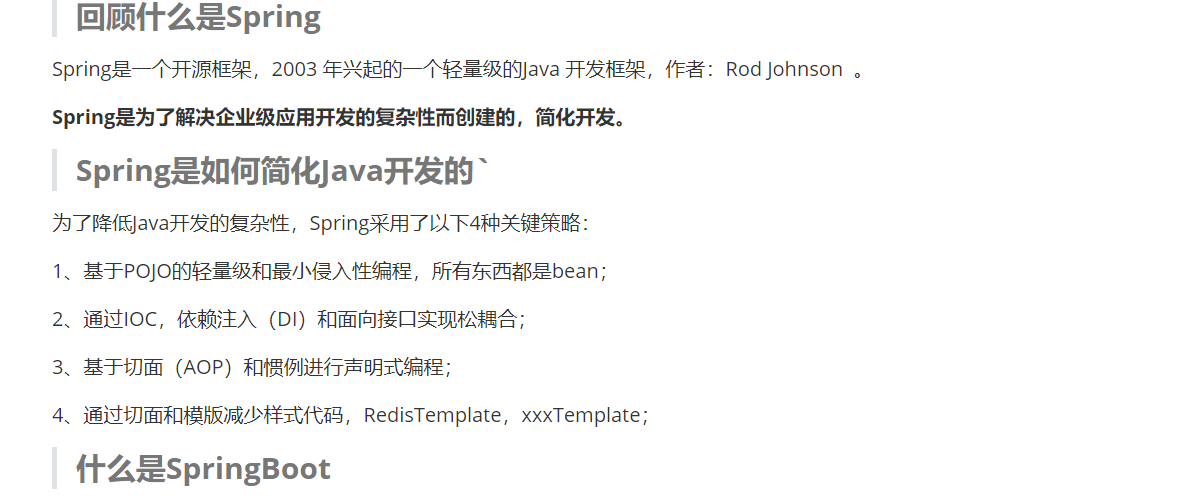 回顾什么是Spring
Spring是一个开源框架，2003 年兴起的一个轻量级的Java 开发框架，作者：Rod Johnson 。
Spring是为了解决企业级应用开发的复杂性而创建的，简化开发。
Spring是如何简化Java开发的`
为了降低Java开发的复杂性，Spring采用了以下4种关键策略：
1、基于POJO的轻量级和最小侵入性编程，所有东西都是bean；
2、通过IOC，依赖注入（DI）和面向接口实现松耦合；
3、基于切面（AOP）和惯例进行声明式编程；
4、通过切面和模版减少样式代码，RedisTemplate，xxxTemplate；
什么是SpringBoot